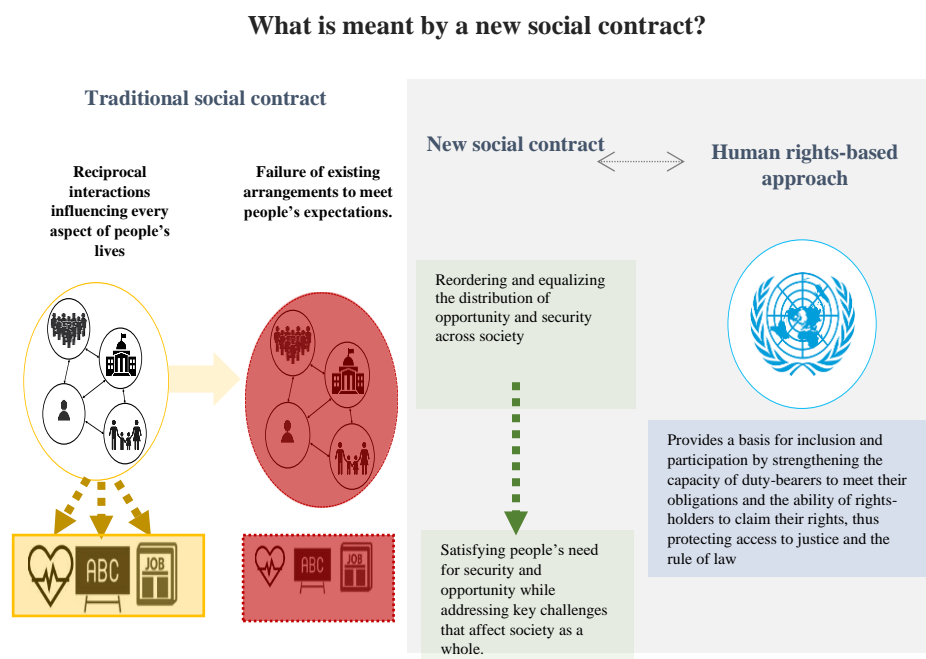 What is meant by a new social contract?
Traditional social contract
Reciprocal
interactions
influencing every
aspect of people's
lives
Failure of existing
arrangements to meet
people's expectations.
ABC
JOB
ABC
JOB
New social contract
Human rights-based
approach
Reordering and equalizing
the distribution of
opportunity and security
across society
Satisfying people's need
for security and
opportunity while
addressing key challenges
that affect society as a
whole.
Provides a basis for inclusion and
participation by strengthening the
capacity of duty-bearers to meet their
obligations and the ability of rights-
holders to claim their rights, thus
protecting access to justice and the
rule of law